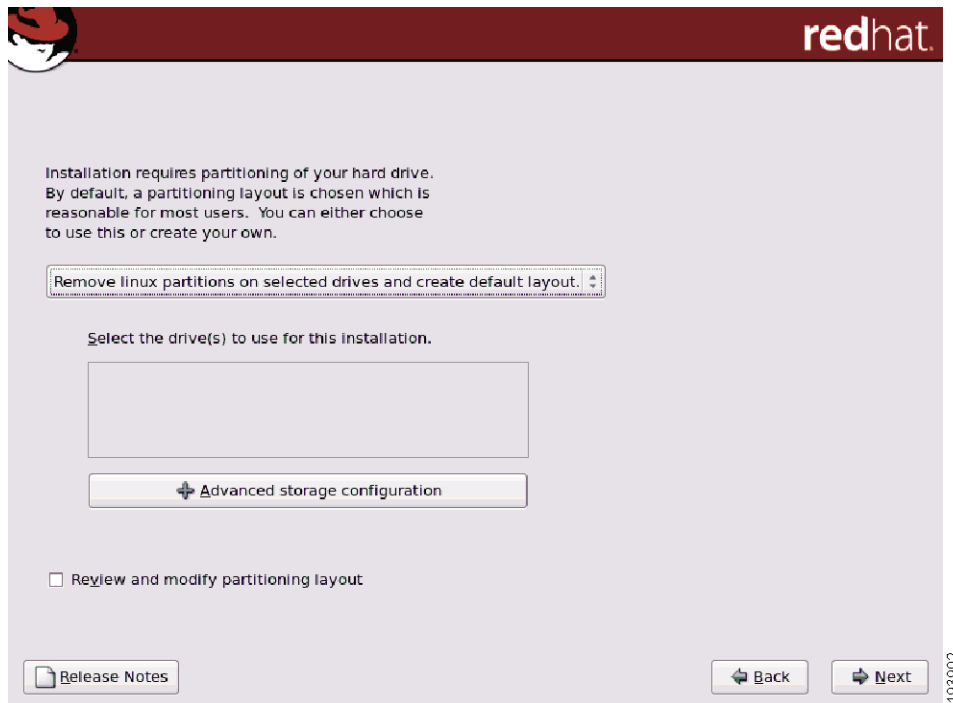 redhat.
Installation requires partitioning of your hard drive.
By default, a partitioning layout is chosen which is
reasonable for most users. You can either choose
to use this or create your own.
Remove linux partitions on selected drives and create default layout.
Select the drive(s) to use for this installation.
Advanced storage configuration
Review and modify partitioning layout
Release Notes
Back
Next